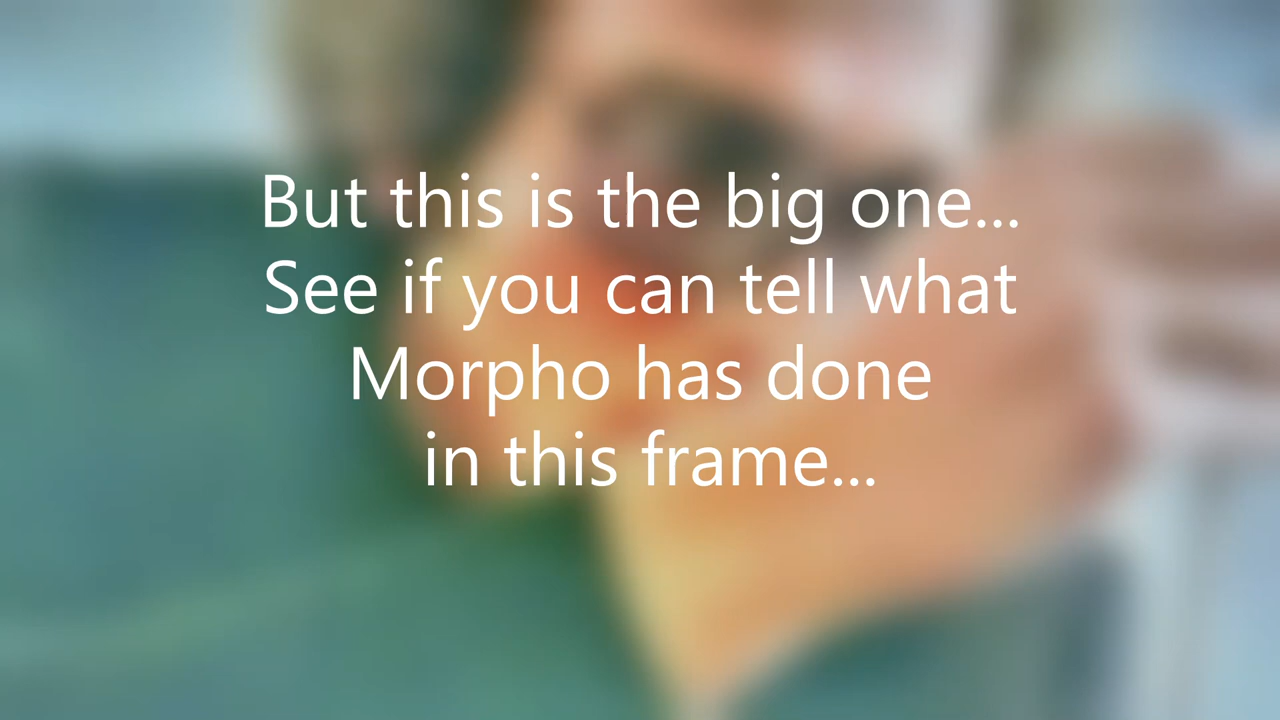 But this is the big one...
See if you can tell what
Morpho has done
in this frame...